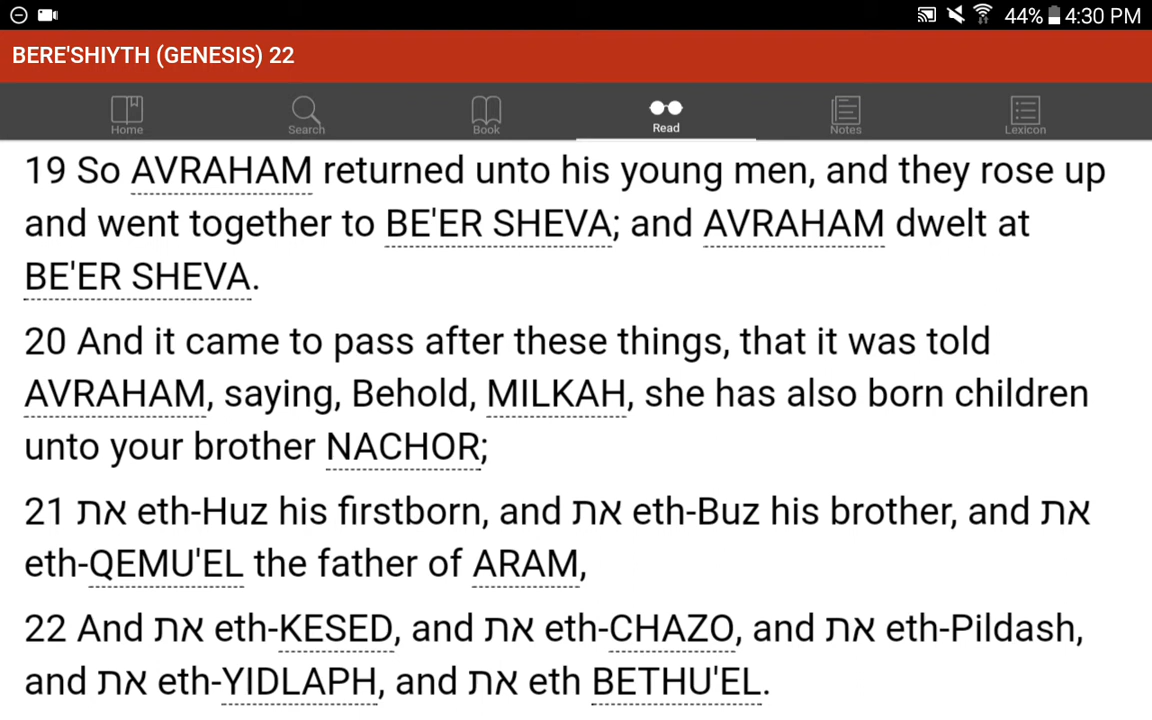 44% 4:30 PM
BERE'SHIYTH (GENESIS) 22
Home Search Book Read Notes Lexicon
19 So AVRAHAM returned unto his young men, and they rose up
and went together to BE'ER SHEVA; and AVRAHAM dwelt at
BE'ER SHEVA.
20 And it came to pass after these things, that it was told
AVRAHAM, saying, Behold, MILKAH, she has also born children
unto your brother NACHOR;
21 את eth-Huz his firstborn, and את eth-Buz his brother, and את
eth-QEMU'EL the father of ARAM,
22 And את eth-KESED, and את eth-CHAZO, and את eth-Pildash,
and את eth-YIDLAPH, and את eth BETHU'EL.